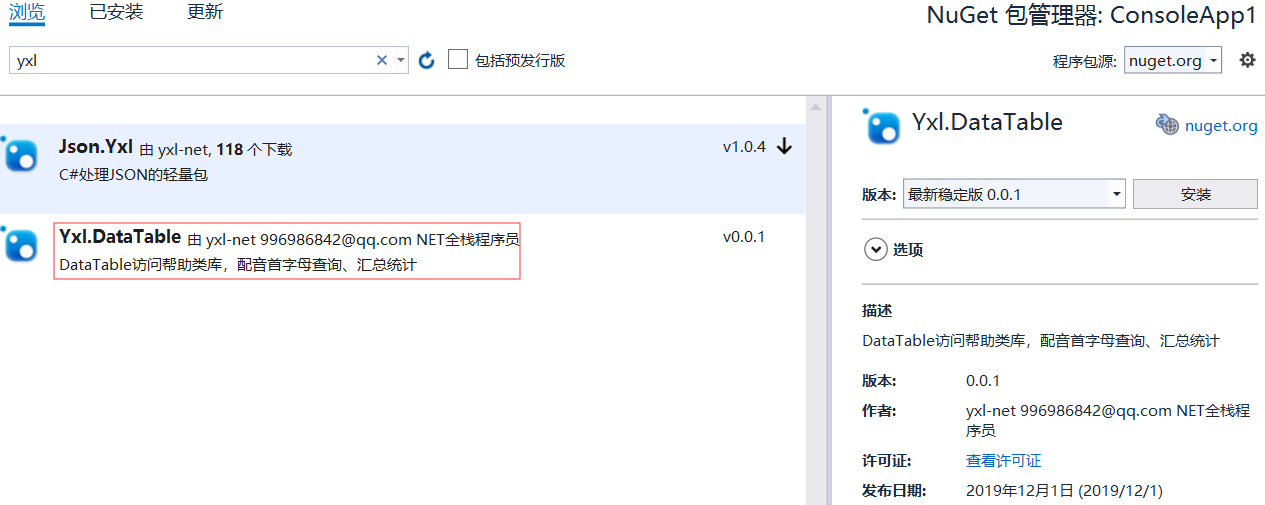 浏览 已安装 更新 NuGet 包管理器: ConsoleApp1
yxl 包括预发行版 程序包源: nuget.org
Json.Yxl 由 yxl-net, 118 个下载 v1.0.4
C#处理JSON的轻量包
Yxl.DataTable 由 yxl-net 996986842@qq.com NET全栈程序员 v0.0.1
DataTable访问帮助类库，配音首字母查询、汇总统计
Yxl.DataTable nuget.org
版本: 最新稳定版 0.0.1 安装
选项
描述
DataTable访问帮助类库，配音首字母查询、汇总统计
版本: 0.0.1
作者: yxl-net 996986842@qq.com NET全栈程
序员
许可证: 查看许可证
发布日期: 2019年12月1日 (2019/12/1)